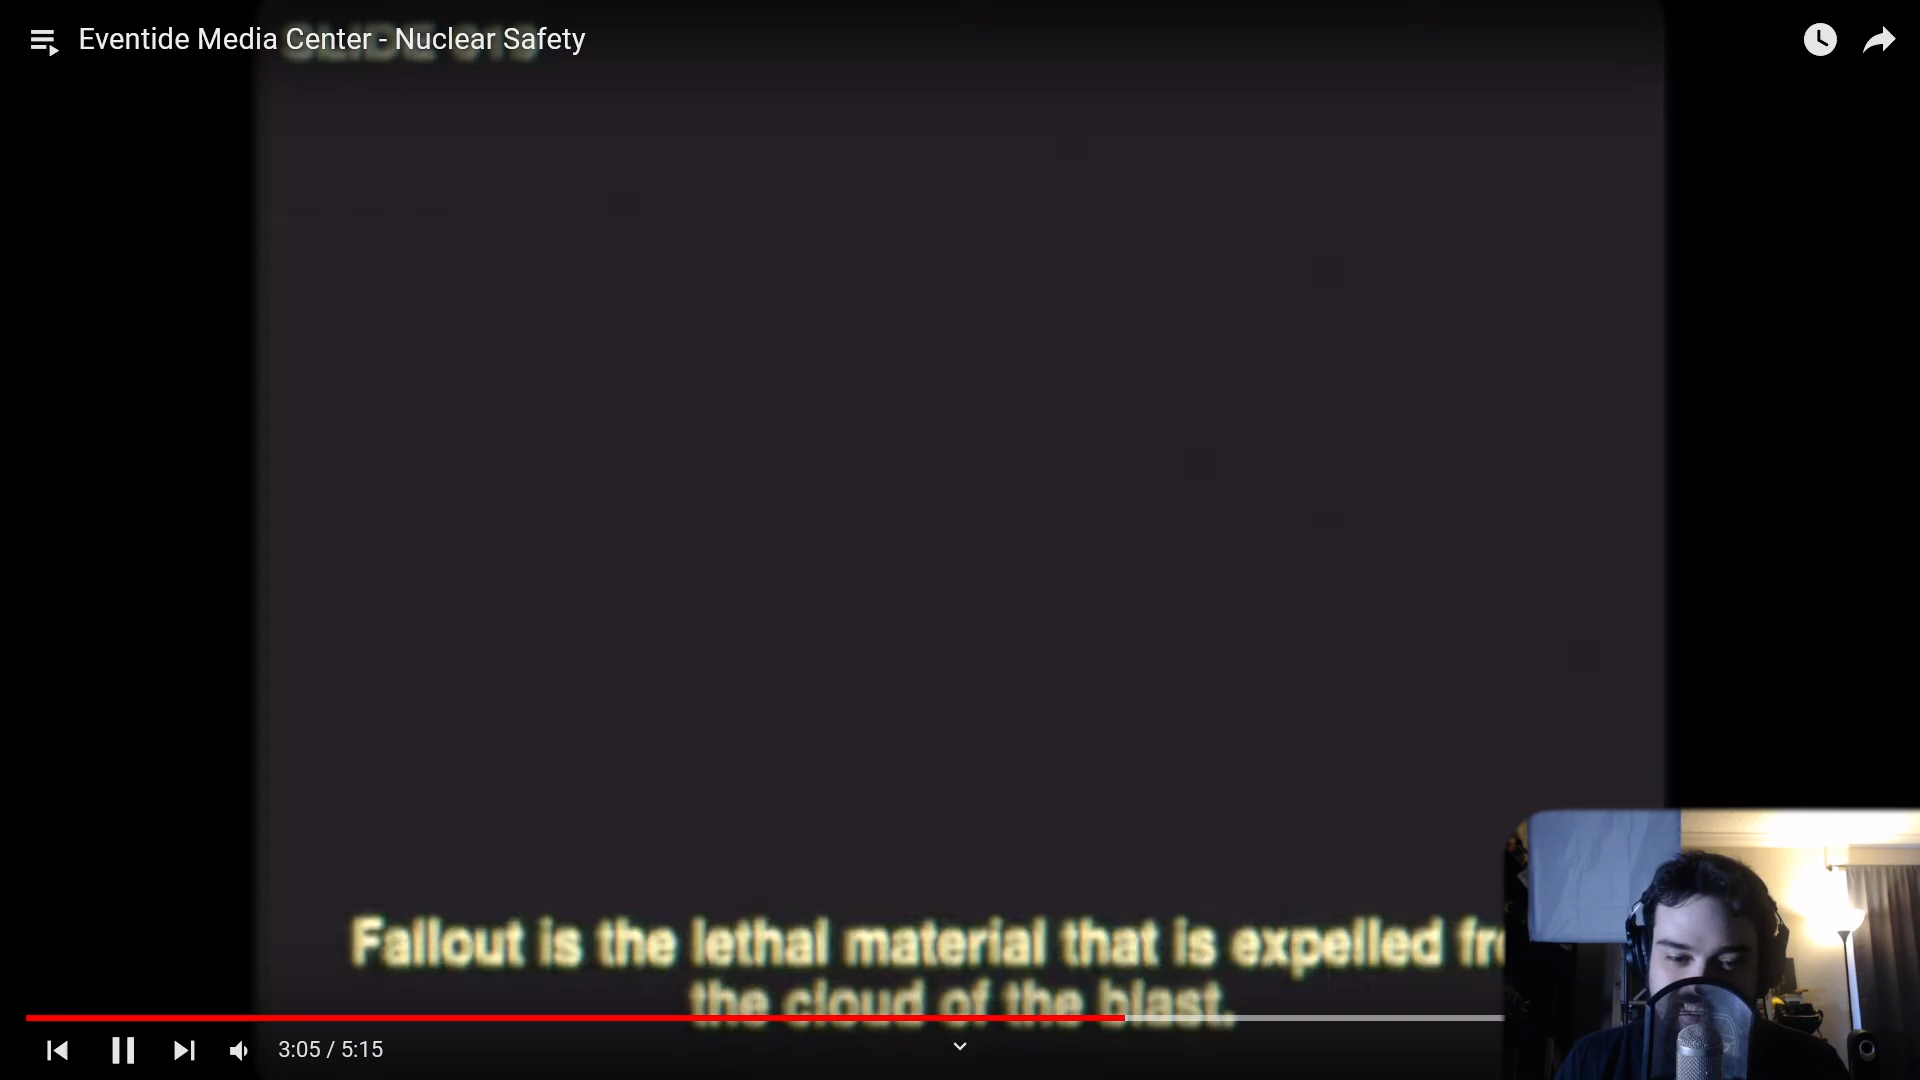 Eventide Media Center - Nuclear Safety
Fallout is the lethal material that is expelled
the cloud of the blast.
3:05 / 5:15